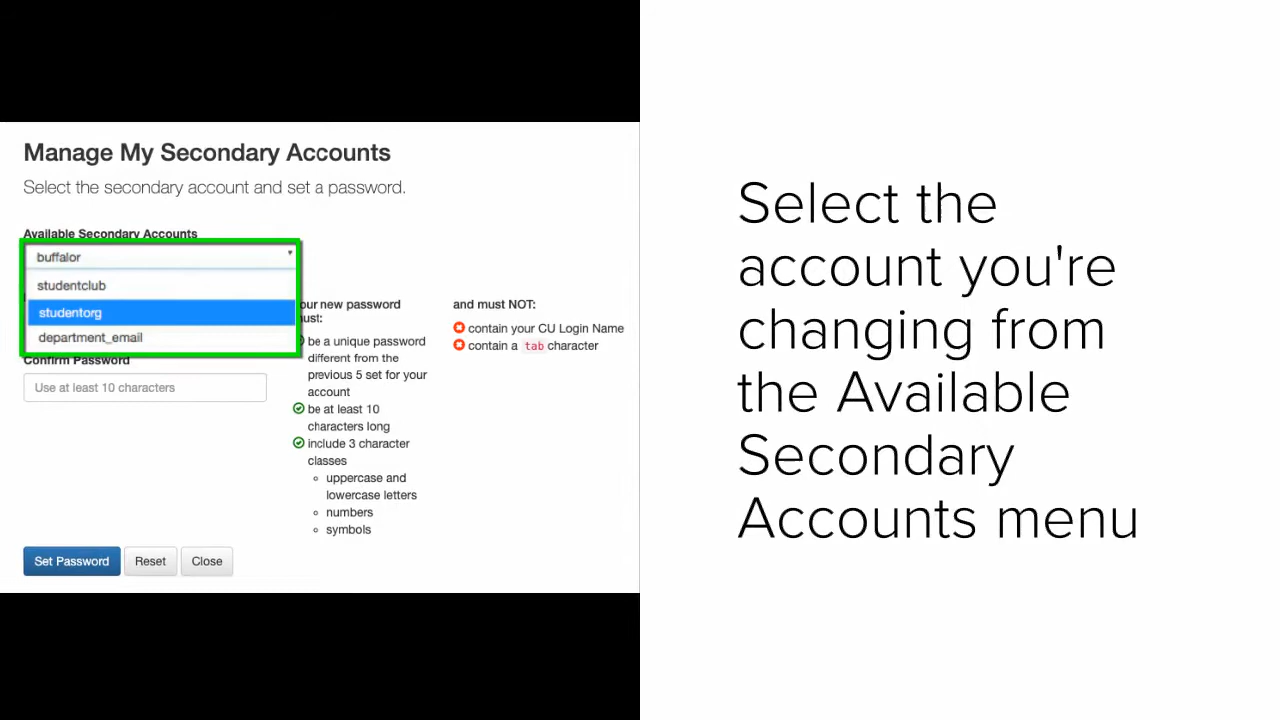 Manage My Secondary Accounts
Select the secondary account and set a password.
Available Secondary Accounts
buffalor
studentclub
studentorg
department_email
Confirm Password
Use at least 10 characters
new password
be a unique password
different from the
previous 5 set for your
account
be at least 10
characters long
include 3 character
classes
uppercase and
lowercase letters
numbers
symbols
and must NOT:
contain your CU Login Name
contain a tab character
Set Password
Reset
Close
Select the
account you're
changing from
the Available
Secondary
Accounts menu